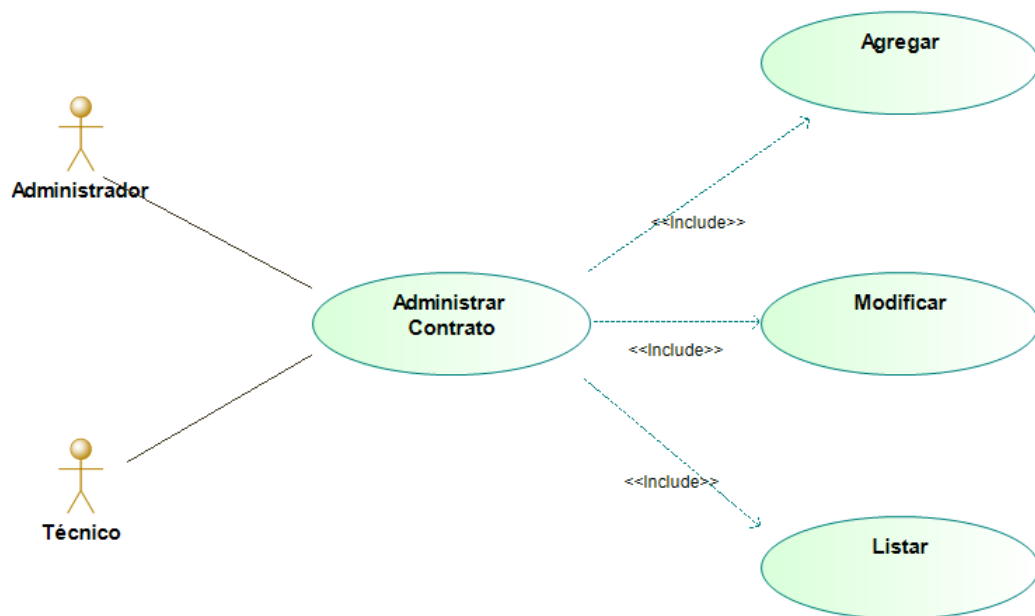 Agregar
Administrador
<<Include>>
Administrar
Contrato
Modificar
<<Include>>
<<Include>>
Técnico
Listar